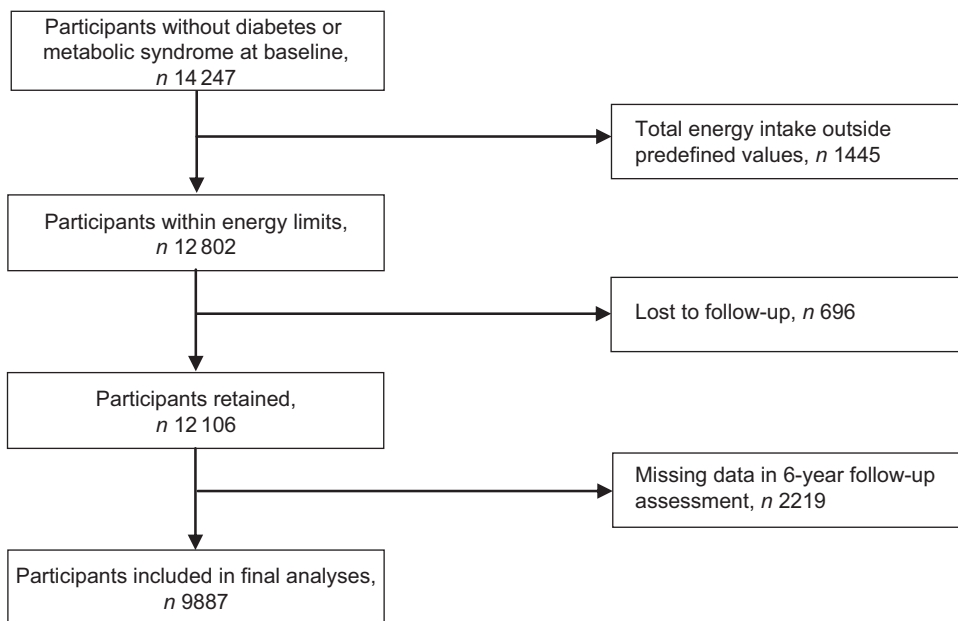 Participants without diabetes or
metabolic syndrome at baseline,
n 14 247
Total energy intake outside
predefined values, n 1445
Participants within energy limits,
n 12 802
Lost to follow-up, n 696
Participants retained,
n 12 106
Missing data in 6-year follow-up
assessment, n 2219
Participants included in final analyses,
n 9887